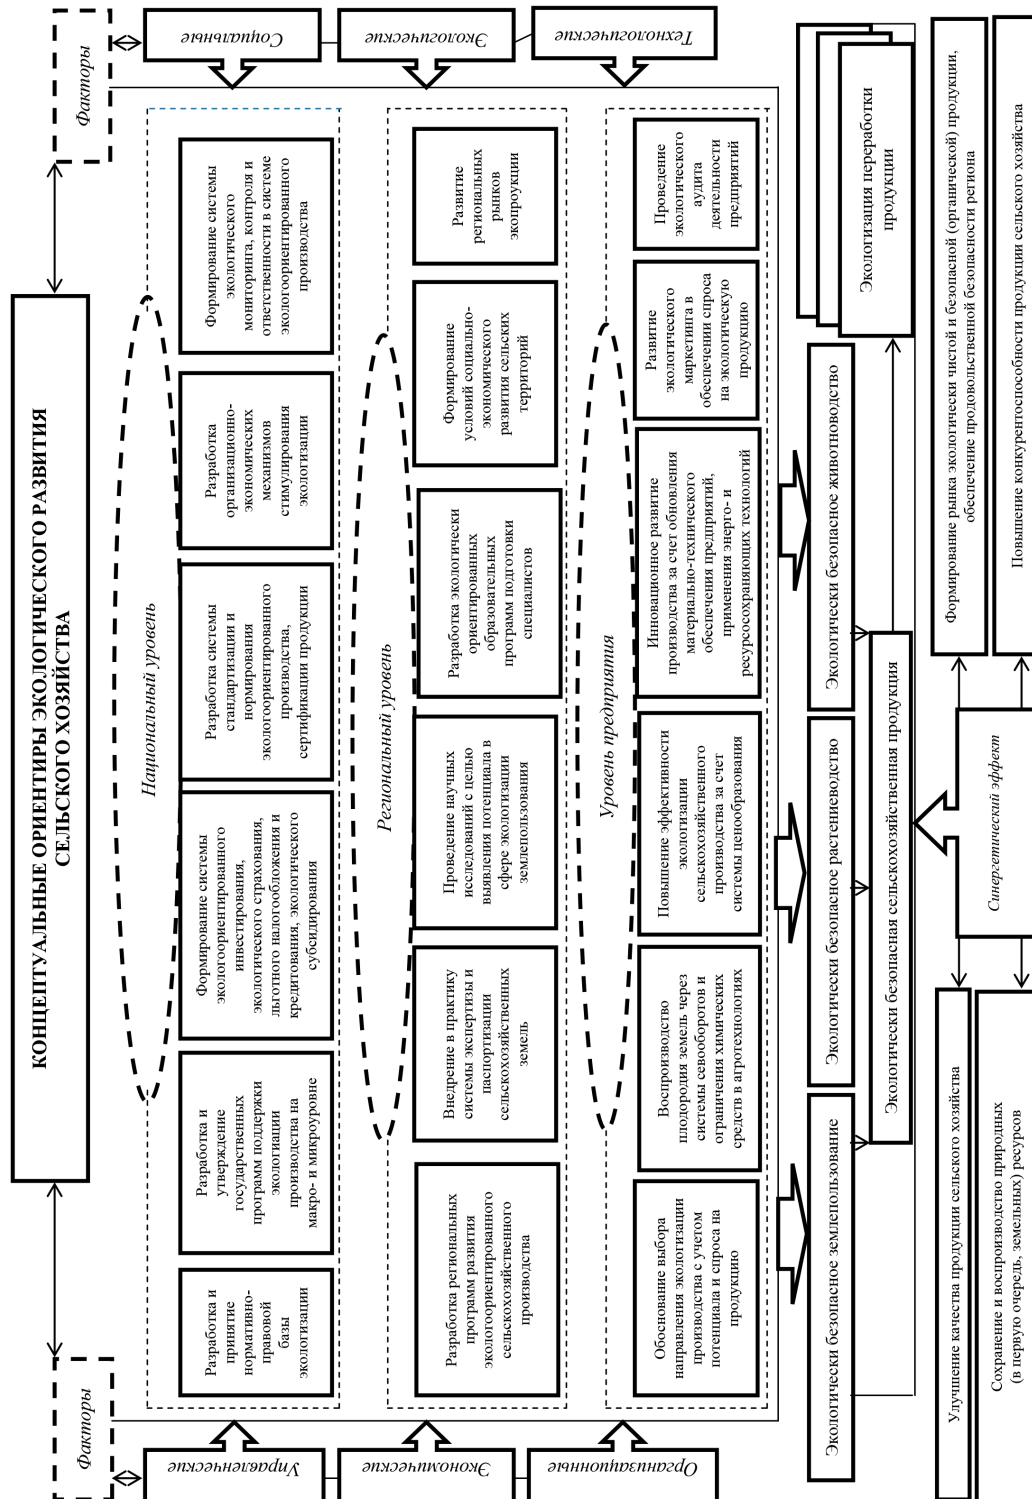 КОНЦЕПТУАЛЬНЫЕ ОРИЕНТИРЫ ЭКОЛОГИЧЕСКОГО РАЗВИТИЯ
СЕЛЬСКОГО ХОЗЯЙСТВА
Факторы
Факторы
Управленческие
Экономические
Организационные
Социальные
Экологические
Технологические
Национальный уровень
Разработка и
принятие
нормативно-
правовой
базы
экологизации
Разработка и
утверждение
государственных
программ поддержки
экологиации
производства на
макро- и микроуровне
Формирование системы
экологоориентированного
инвестирования,
экологического страхования,
льготного налогообложения и
кредитования, экологического
субсидирования
Разработка системы
стандартизации и
нормирования
экологоориентированного
производства,
сертификации продукции
Разработка
организационно-
экономических
механизмов
стимулирования
экологизации
Формирование системы
экологического
мониторинга, контроля и
ответственности в системе
экологоориентированного
производства
Региональный уровень
Разработка региональных
программ развития
экологоориентированного
сельскохозяйственного
производства
Внедрение в практику
системы экспертизы и
паспортизации
сельскохозяйственных
земель
Проведение научных
исследований с целью
выявления потенциала в
сфере экологизации
землепользования
Разработка экологически
ориентированных
образовательных
программ подготовки
специалистов
Формирование
условий социально-
экономического
развития сельских
территорий
Развитие
региональных
рынков
экопроукции
Уровень предприятия
Обоснование выбора
направления экологизации
производства с учетом
потенциала и спроса на
продукцию
Воспроизводство
плодородия земель через
системы севооборотов и
ограничения химических
средств в агротехнологиях
Повышение эффективности
экологизации
сельскохозяйственного
производства за счет
системы ценообразования
Инновационное развитие
производства за счет обновления
материально-технического
обеспечения предприятий,
применения энерго- и
ресурсосохраняющих технологий
Развитие
экологического
маркетинга в
обеспечении спроса
на экологическую
продукцию
Проведение
экологического
аудита
деятельности
предприятий
Экологически безопасное землепользование
Экологически безопасное растениеводство
Экологически безопасное животноводство
Экологизация переработки
продукции
Экологически безопасная сельскохозяйственная продукция
Синергетический эффект
Улучшение качества продукции сельского хозяйства
Сохранение и воспроизводство природных
(в первую очередь, земельных) ресурсов
Формирование рынка экологически чистой и безопасной (органической) продукции,
обеспечение продовольственной безопасности региона
Повышение конкурентоспособности продукции сельского хозяйства